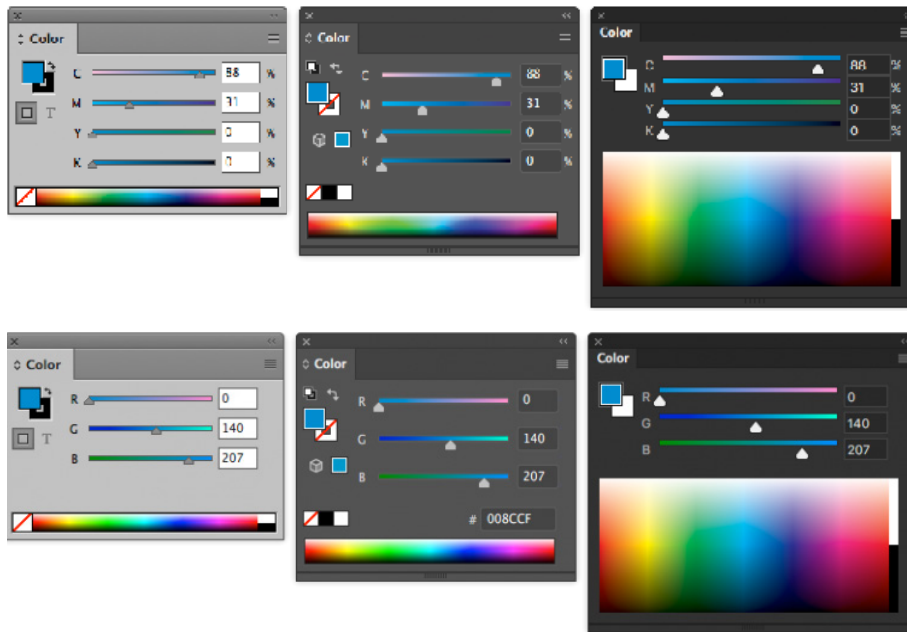 Color
C 88 %
M 31 %
Y 0 %
K 0 %
T
Color
C 88 %
M 31 %
Y 0 %
K 0 %
Color
C 88 %
M 31 %
Y 0 %
K 0 %
Color
R 0
G 140
B 207
T
Color
R 0
G 140
B 207
# 008CCF
Color
R 0
G 140
B 207